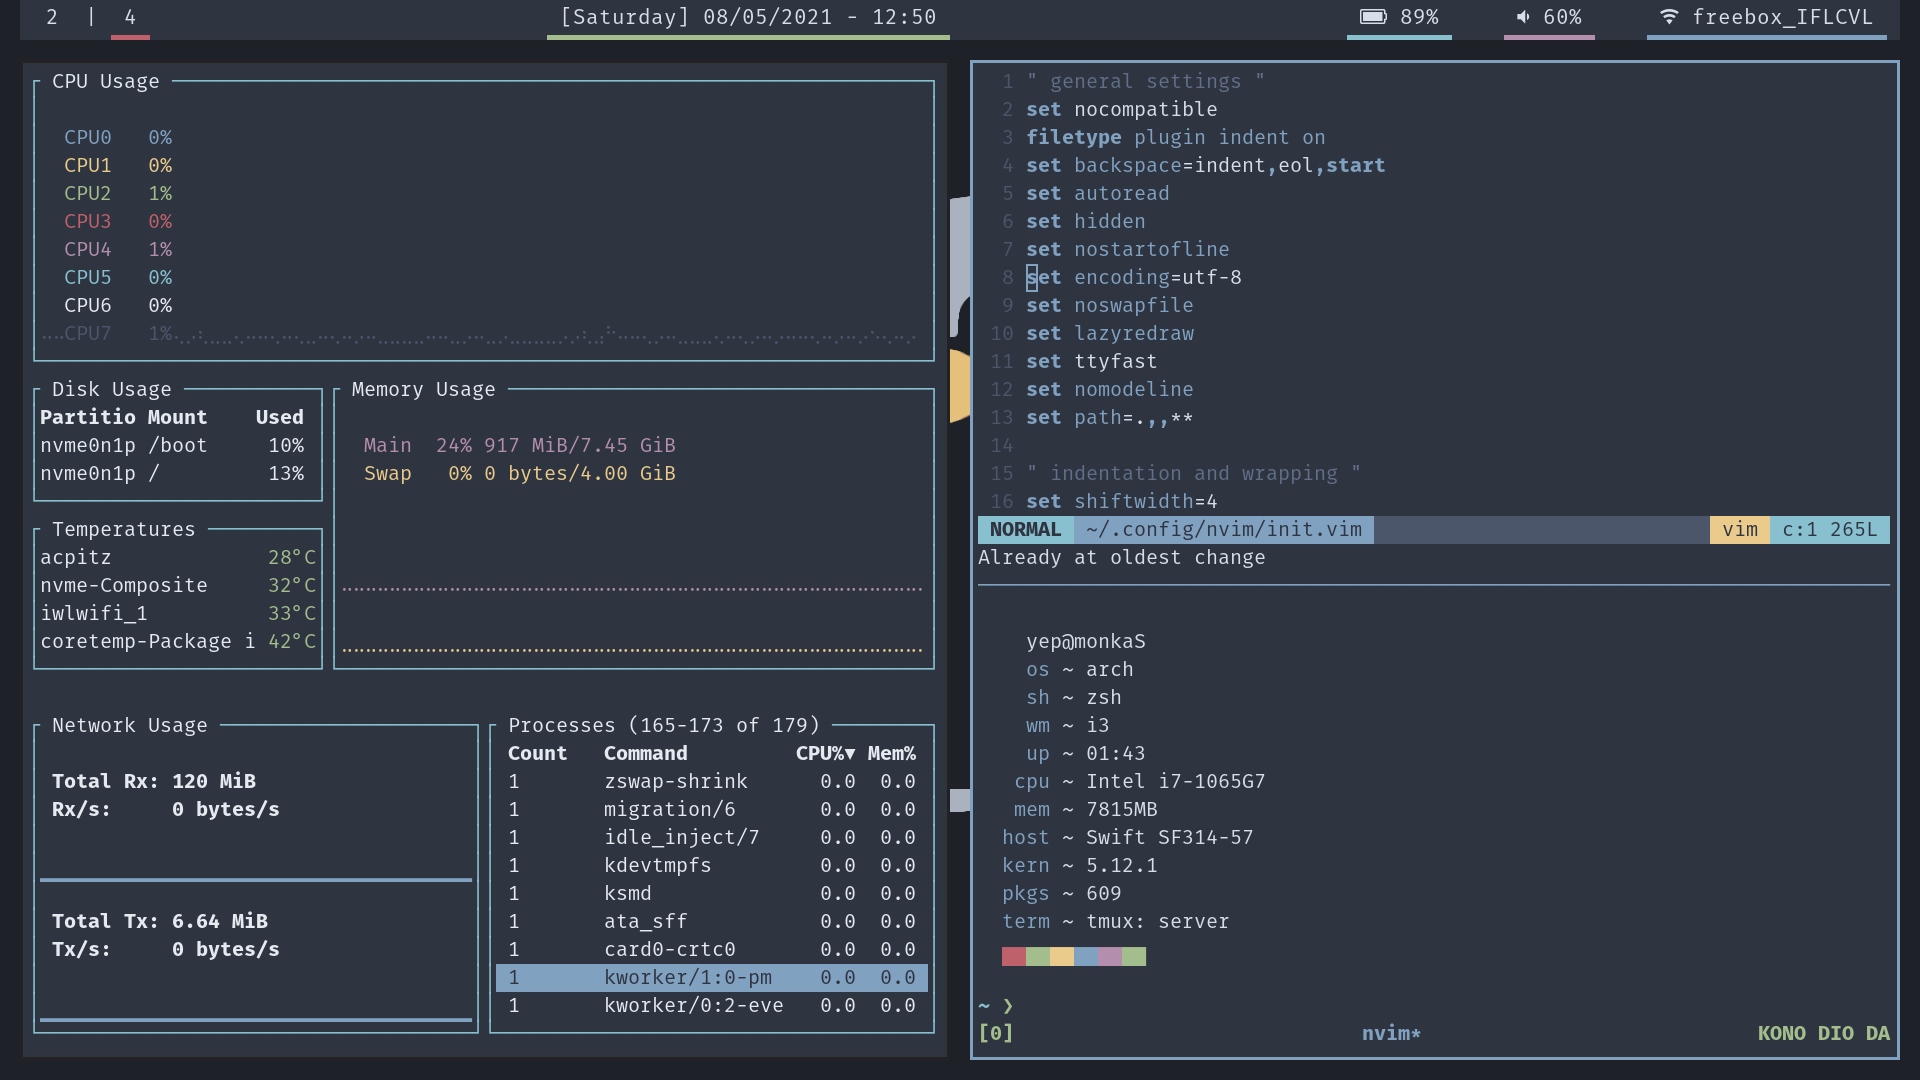 2 | 4
[Saturday] 08/05/2021 - 12:50
89%
60%
freebox_IFLCVL
CPU Usage
CPU0 0%
CPU1 0%
CPU2 1%
CPU3 0%
CPU4 1%
CPU5 0%
CPU6 0%
CPU7 1%
Disk Usage
Partitio Mount Used
nvme0n1p /boot 10%
nvme0n1p / 13%
Temperatures
acpitz 28°C
nvme-Composite 32°C
iwlwifi_1 33°C
coretemp-Package i 42°C
Memory Usage
Main 24% 917 MiB/7.45 GiB
Swap 0% 0 bytes/4.00 GiB
Network Usage
Total Rx: 120 MiB
Rx/s: 0 bytes/s
Total Tx: 6.64 MiB
Tx/s: 0 bytes/s
Processes (165-173 of 179)
Count Command CPU%▼ Mem%
1 zswap-shrink 0.0 0.0
1 migration/6 0.0 0.0
1 idle_inject/7 0.0 0.0
1 kdevtmpfs 0.0 0.0
1 ksmd 0.0 0.0
1 ata_sff 0.0 0.0
1 card0-crtc0 0.0 0.0
1 kworker/1:0-pm 0.0 0.0
1 kworker/0:2-eve 0.0 0.0
1 " general settings "
2 set nocompatible
3 filetype plugin indent on
4 set backspace=indent,eol,start
5 set autoread
6 set hidden
7 set nostartofline
8 set encoding=utf-8
9 set noswapfile
10 set lazyredraw
11 set ttyfast
12 set nomodeline
13 set path=.,,**
14
15 " indentation and wrapping "
16 set shiftwidth=4
NORMAL ~/.config/nvim/init.vim vim c:1 265L
Already at oldest change
yep@monkaS
os ~ arch
sh ~ zsh
wm ~ i3
up ~ 01:43
cpu ~ Intel i7-1065G7
mem ~ 7815MB
host ~ Swift SF314-57
kern ~ 5.12.1
pkgs ~ 609
term ~ tmux: server
~ ❯
[0] nvim* KONO DIO DA